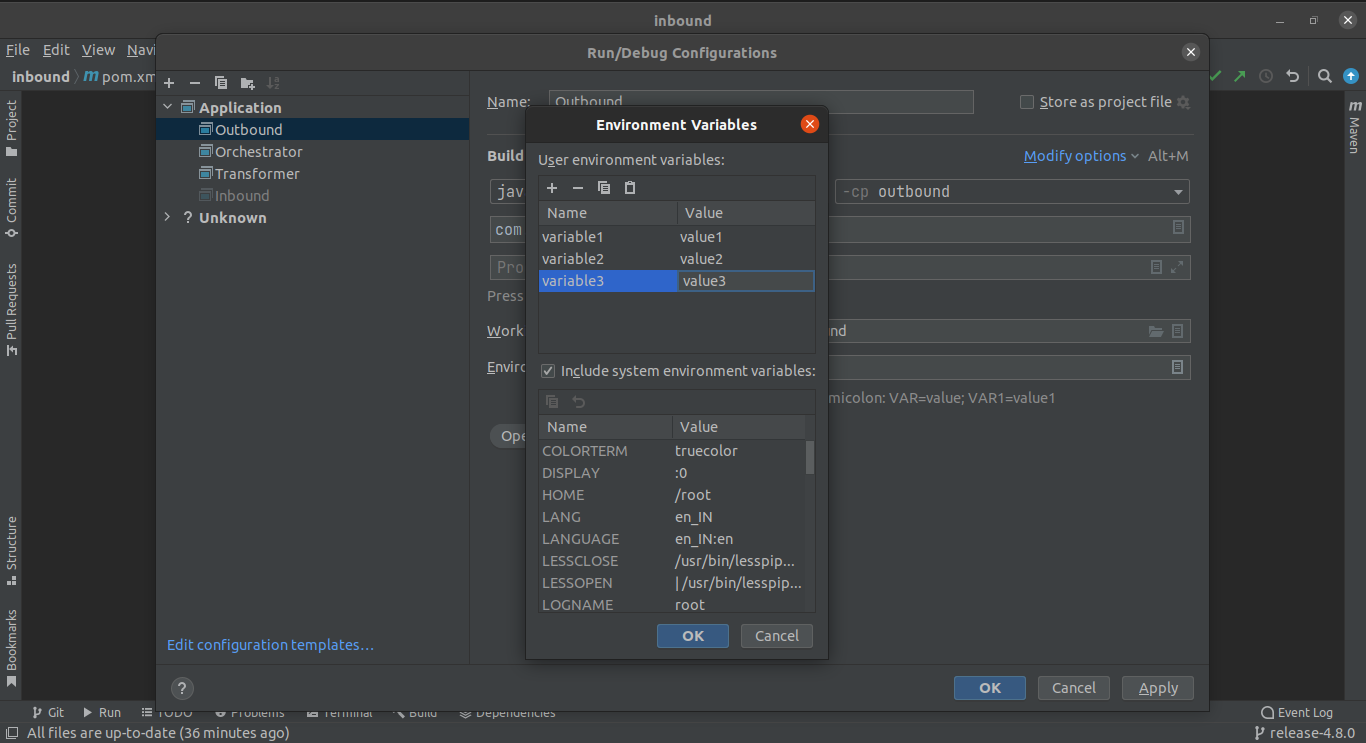 inbound
File Edit View Navi
inbound pom.xm
Run/Debug Configurations
Application
Outbound
Orchestrator
Transformer
Inbound
? Unknown
Edit configuration templates...
?
Name: Outbound
Store as project file
Build
Modify options Alt+M
jav
-cp outbound
com
Pro
Press
Work
nd
Enviro
micolon: VAR=value; VAR1=value1
Ope
OK Cancel Apply
Environment Variables
User environment variables:
Name Value
variable1 value1
variable2 value2
variable3 value3
Include system environment variables:
Name Value
COLORTERM truecolor
DISPLAY :0
HOME /root
LANG en_IN
LANGUAGE en_IN:en
LESSCLOSE /usr/bin/lesspip...
LESSOPEN | /usr/bin/lesspip...
LOGNAME root
OK Cancel
Project
Commit
Pull Requests
Structure
Bookmarks
m
Maven
Git Run TODO Problems Terminal Build Dependencies
Event Log
All files are up-to-date (36 minutes ago)
release-4.8.0